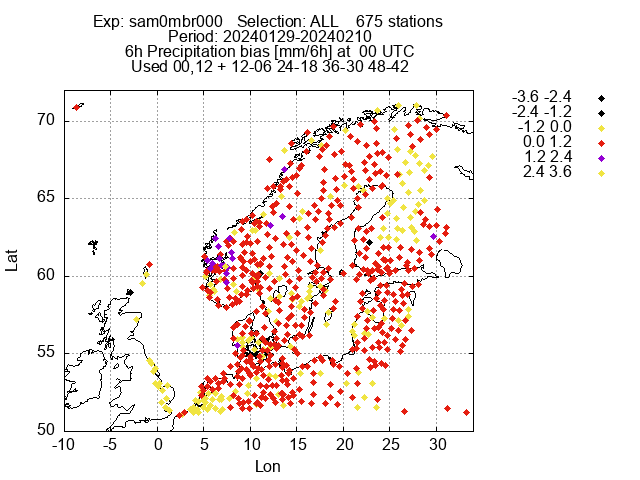 Exp: sam0mbr000 Selection: ALL 675 stations
Period: 20240129-20240210
6h Precipitation bias [mm/6h] at 00 UTC
Used 00,12 + 12-06 24-18 36-30 48-42
-3.6 -2.4
-2.4 -1.2
-1.2 0.0
0.0 1.2
1.2 2.4
2.4 3.6
70
65
60
55
50
Lat
-10 -5 0 5 10 15 20 25 30
Lon